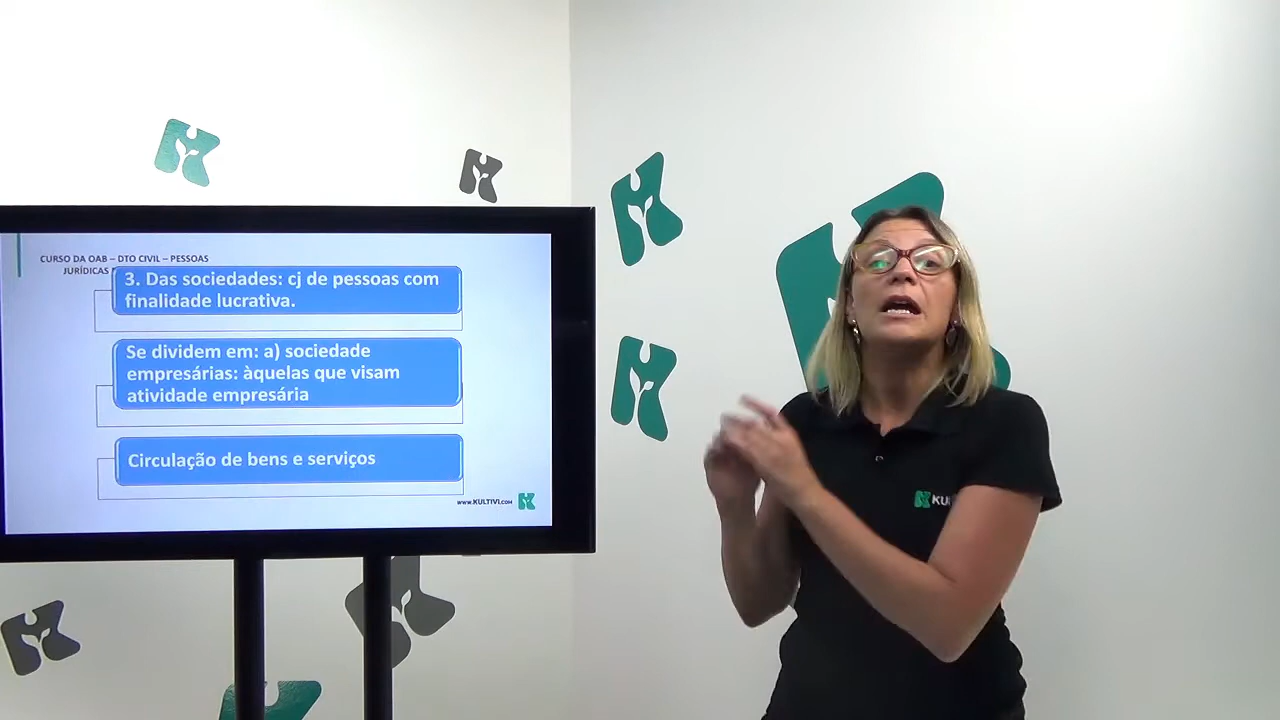 CURSO DA OAB – DTO CIVIL – PESSOAS
JURÍDICAS
3. Das sociedades: cj de pessoas com
finalidade lucrativa.
Se dividem em: a) sociedade
empresárias: àquelas que visam
atividade empresária
Circulação de bens e serviços
www.KULTIVI.com